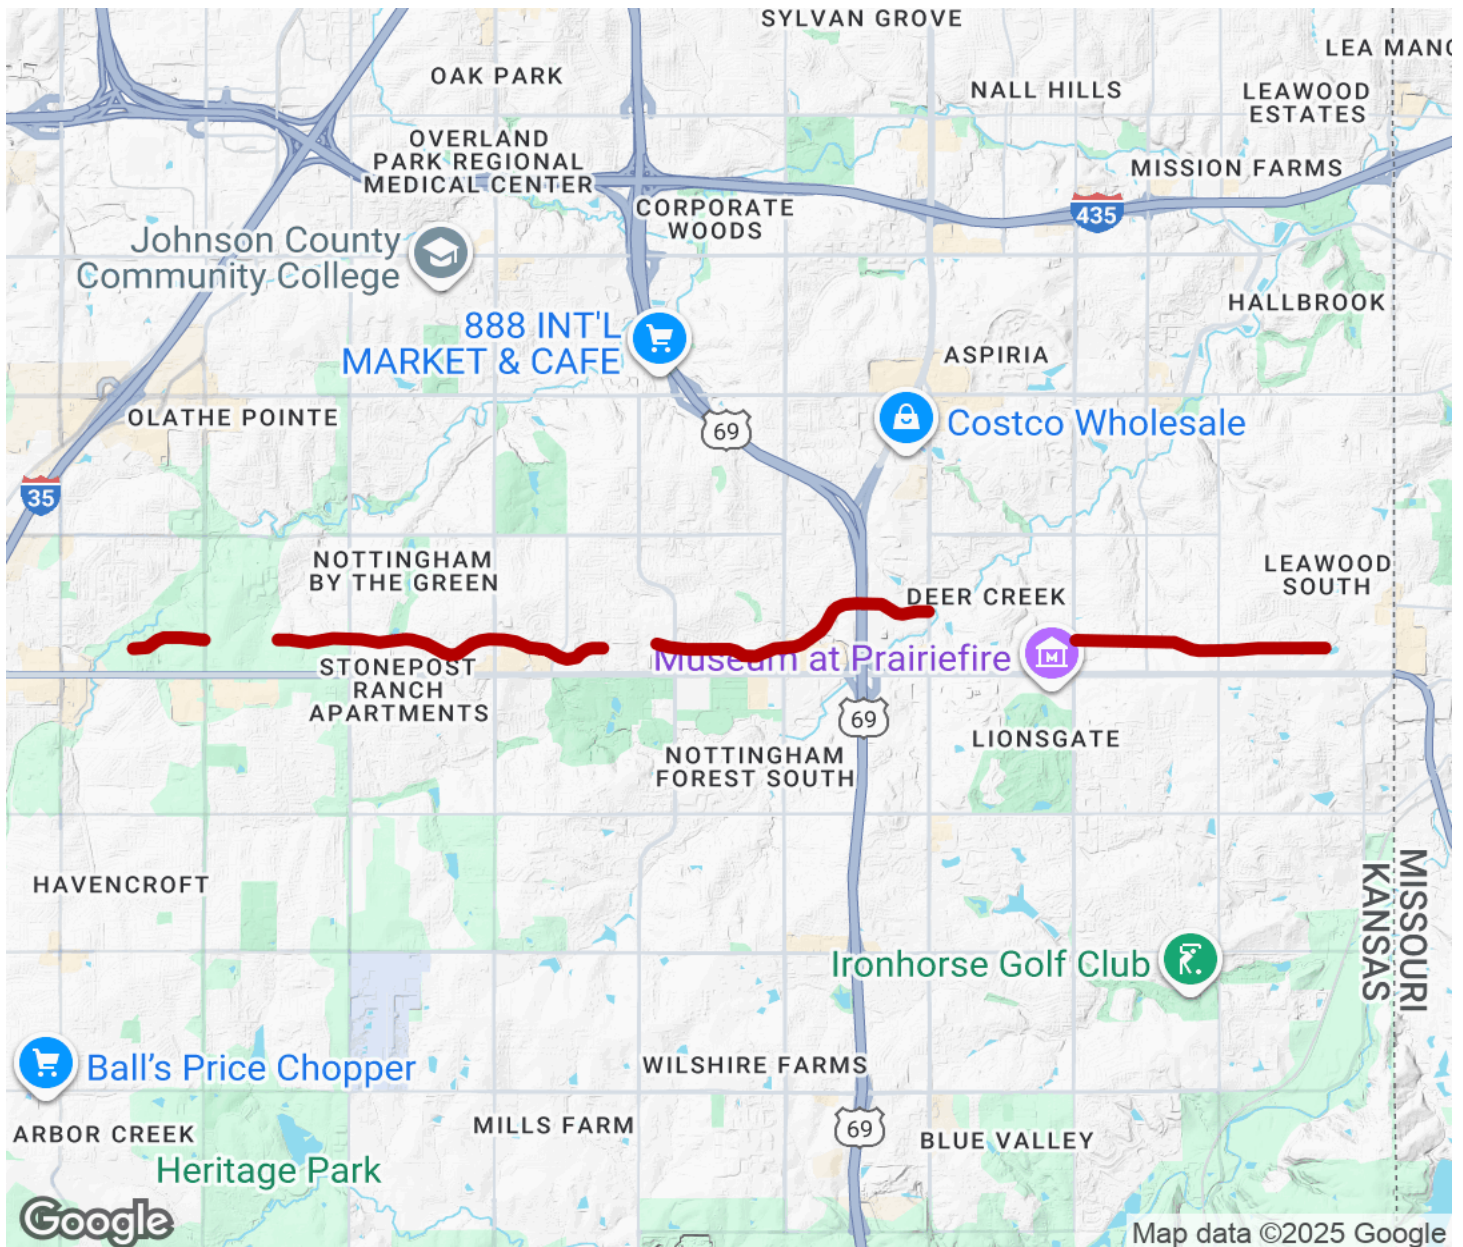 SYLVAN GROVE
LEA MANO
OAK PARK
NALL HILLS
LEAWOOD
ESTATES
OVERLAND
PARK REGIONAL
MEDICAL CENTER
MISSION FARMS
CORPORATE
WOODS
435
Johnson County
Community College
HALLBROOK
888 INT'L
MARKET & CAFE
ASPIRIA
OLATHE POINTE
69
Costco Wholesale
35
NOTTINGHAM
BY THE GREEN
LEAWOOD
SOUTH
DEER CREEK
STONEPOST
RANCH
APARTMENTS
Museum at Prairiefire
69
LIONSGATE
NOTTINGHAM
FOREST SOUTH
HAVENCROFT
MISSOURI
KANSAS
Ironhorse Golf Club
Ball's Price Chopper
WILSHIRE FARMS
ARBOR CREEK
MILLS FARM
69
BLUE VALLEY
Heritage Park
Google
Map data ©2025 Google